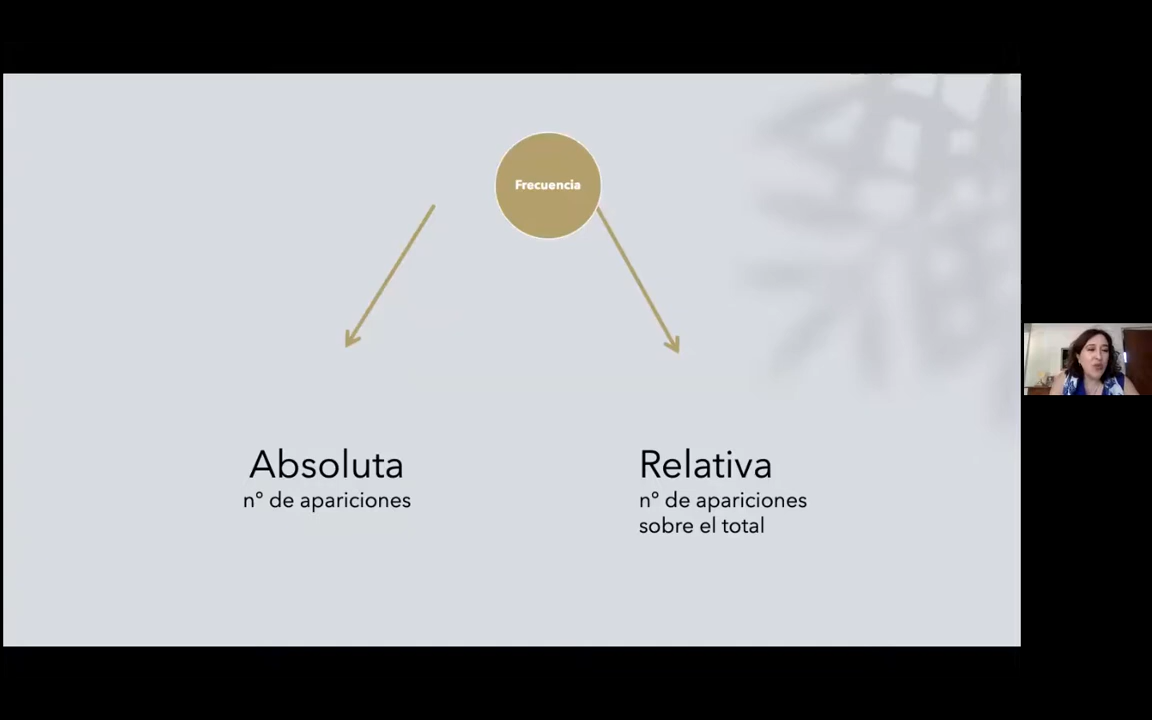 Frecuencia
Absoluta
nº de apariciones
Relativa
nº de apariciones
sobre el total